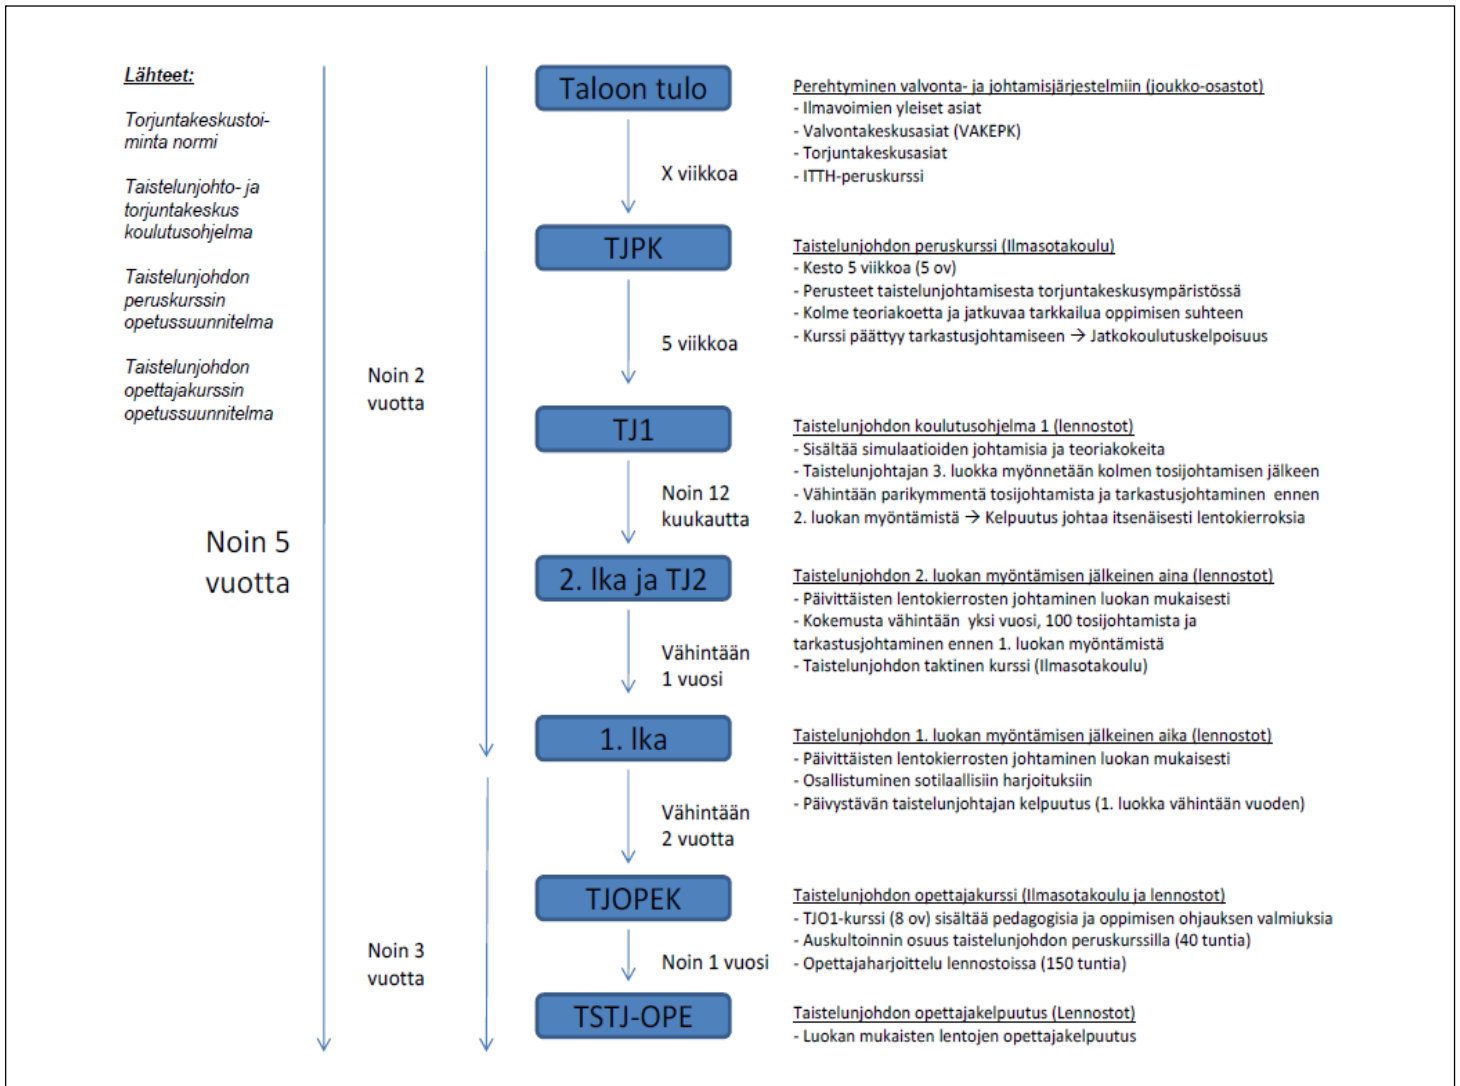 Lähteet:
Torjuntakeskustoi-
minta normi
Taistelunjohto- ja
torjuntakeskus
koulutusohjelma
Taistelunjohdon
peruskurssin
opetussuunnitelma
Taistelunjohdon
opettajakurssin
opetussuunnitelma
Noin 5
vuotta
Noin 2
vuotta
Noin 3
vuotta
Taloon tulo
X viikkoa
Perehtyminen valvonta- ja johtamisjärjestelmiin (joukko-osastot)
- Ilmavoimien yleiset asiat
- Valvontakeskusasiat (VAKEPK)
- Torjuntakeskusasiat
- ITTH-peruskurssi
TJPK
5 viikkoa
Taistelunjohdon peruskurssi (Ilmasotakoulu)
- Kesto 5 viikkoa (5 ov)
- Perusteet taistelunjohtamisesta torjuntakeskusympäristössä
- Kolme teoriakoetta ja jatkuvaa tarkkailua oppimisen suhteen
- Kurssi päättyy tarkastusjohtamiseen → Jatkokoulutuskelpoisuus
TJ1
Noin 12
kuukautta
Taistelunjohdon koulutusohjelma 1 (lennostot)
- Sisältää simulaatioiden johtamisia ja teoriakokeita
- Taistelunjohtajan 3. luokka myönnetään kolmen tosijohtamisen jälkeen
- Vähintään parikymmentä tosijohtamista ja tarkastusjohtaminen ennen
2. luokan myöntämistä → Kelpuutus johtaa itsenäisesti lentokierroksia
2. lka ja TJ2
Vähintään
1 vuosi
Taistelunjohdon 2. luokan myöntämisen jälkeinen aina (lennostot)
- Päivittäisten lentokierrosten johtaminen luokan mukaisesti
- Kokemusta vähintään yksi vuosi, 100 tosijohtamista ja
tarkastusjohtaminen ennen 1. luokan myöntämistä
- Taistelunjohdon taktinen kurssi (Ilmasotakoulu)
1. lka
Vähintään
2 vuotta
Taistelunjohdon 1. luokan myöntämisen jälkeinen aika (lennostot)
- Päivittäisten lentokierrosten johtaminen luokan mukaisesti
- Osallistuminen sotilaallisiin harjoituksiin
- Päivystävän taistelunjohtajan kelpuutus (1. luokka vähintään vuoden)
TJOPEK
Noin 1 vuosi
Taistelunjohdon opettajakurssi (Ilmasotakoulu ja lennostot)
- TJO1-kurssi (8 ov) sisältää pedagogisia ja oppimisen ohjauksen valmiuksia
- Auskultoinnin osuus taistelunjohdon peruskurssilla (40 tuntia)
- Opettajaharjoittelu lennostoissa (150 tuntia)
TSTJ-OPE
Taistelunjohdon opettajakelpuutus (Lennostot)
- Luokan mukaisten lentojen opettajakelpuutus